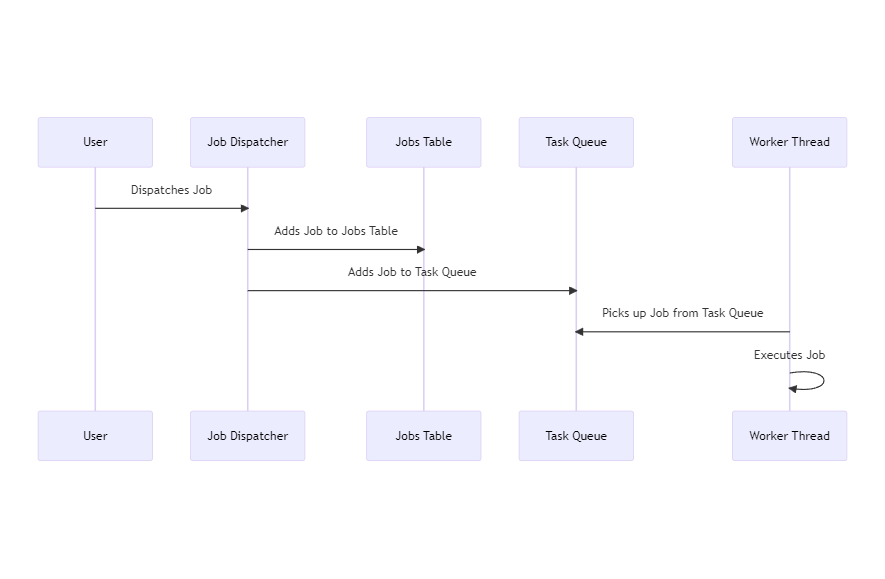 User
Job Dispatcher
Jobs Table
Task Queue
Worker Thread
Dispatches Job
Adds Job to Jobs Table
Adds Job to Task Queue
Picks up Job from Task Queue
Executes Job
User
Job Dispatcher
Jobs Table
Task Queue
Worker Thread